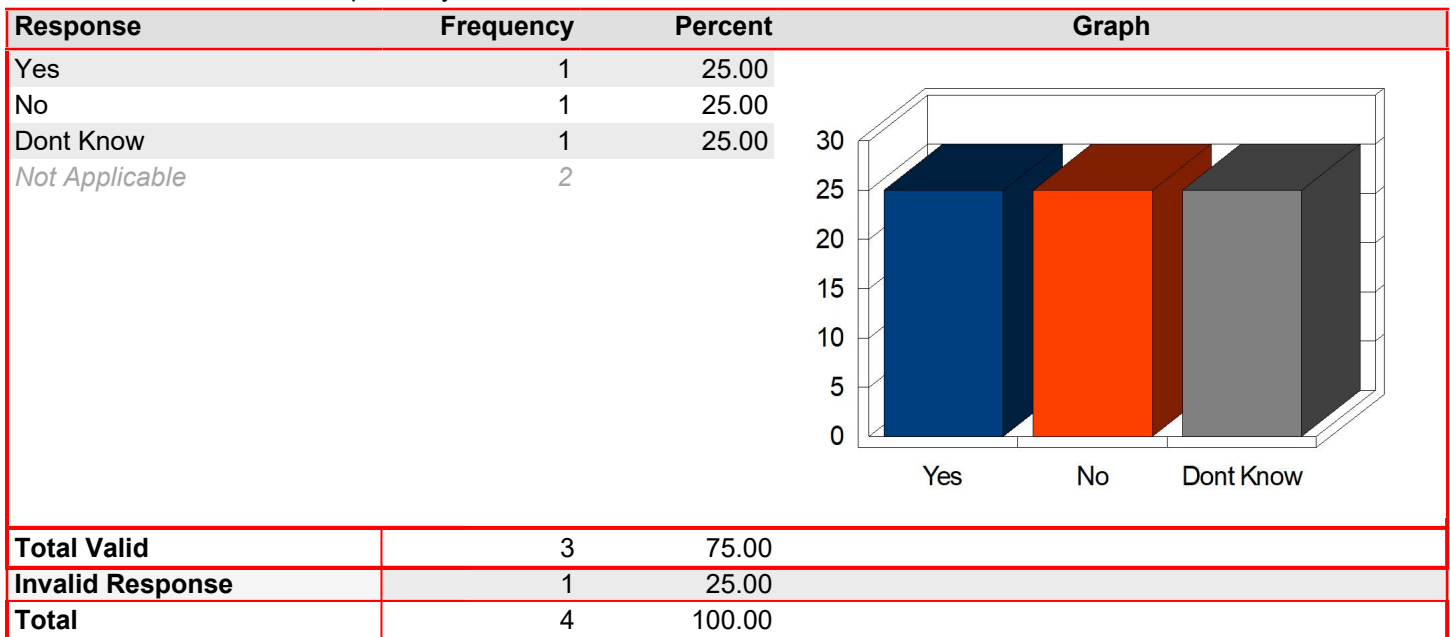 Response Frequency Percent Graph
Yes 1 25.00
No 1 25.00
Dont Know 1 25.00
Not Applicable 2
30
25
20
15
10
5
0
Yes No Dont Know
Total Valid 3 75.00
Invalid Response 1 25.00
Total 4 100.00